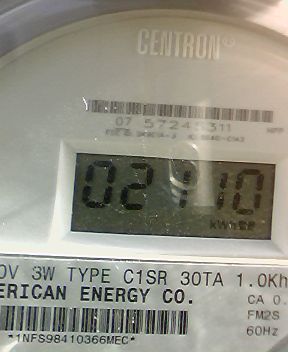 CENTRON®
07 57245311
02110
kWh
0V 3W TYPE C1SR 30TA 1.0Kh
ERICAN ENERGY CO.
CA 0.
FM2S
60Hz
*1NFS98410366MEC*